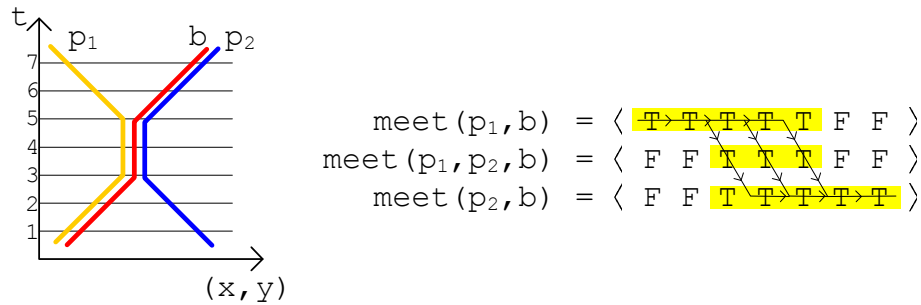 t
p₁ b p₂
7
6
5
4
3
2
1
(x,y)
meet(p₁,b) = ⟨ T T T T T F F ⟩
meet(p₁,p₂,b) = ⟨ F F T T T F F ⟩
meet(p₂,b) = ⟨ F F T T T T T ⟩